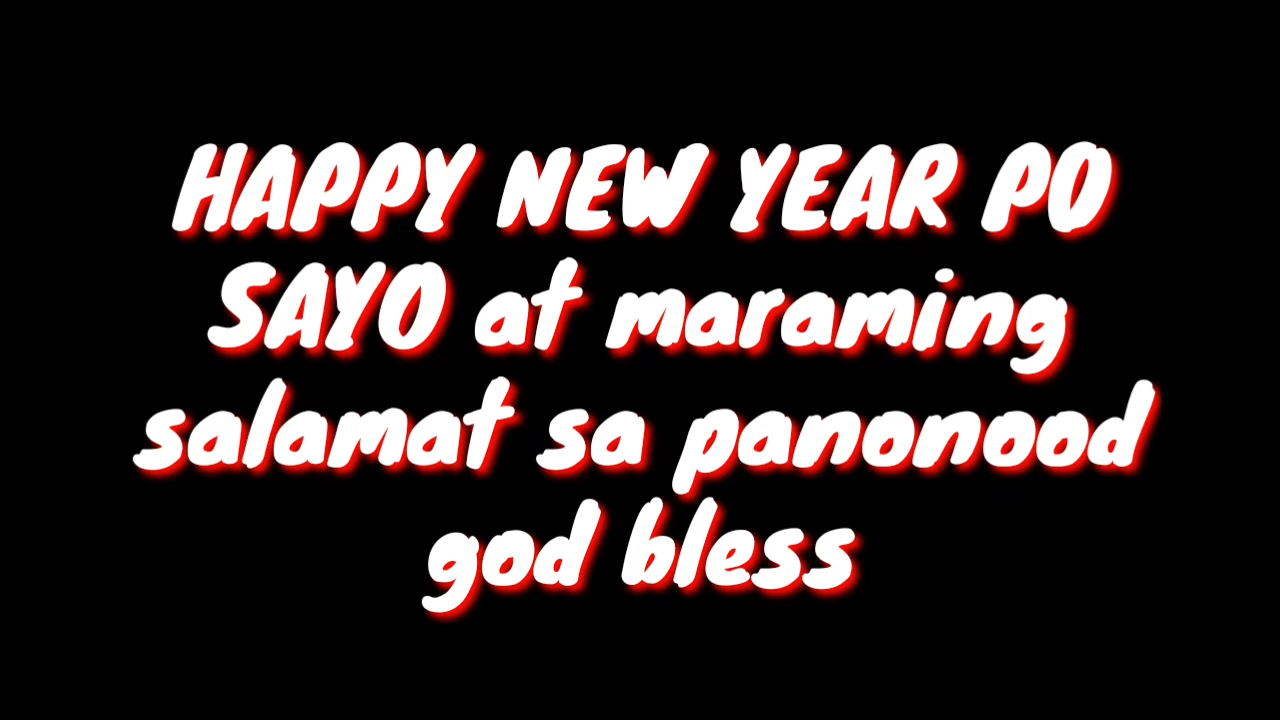 HAPPY NEW YEAR PO
SAYO at maraming
salamat sa panonood
god bless